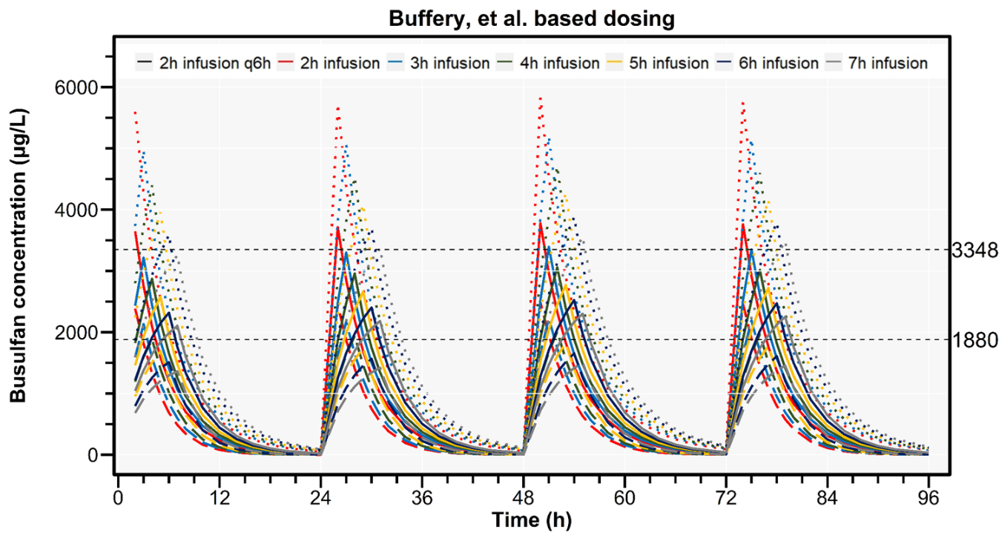 Buffery, et al. based dosing
2h infusion q6h 2h infusion 3h infusion 4h infusion 5h infusion 6h infusion 7h infusion
Busulfan concentration (µg/L)
6000
4000
2000
0
3348
1880
0 12 24 36 48 60 72 84 96
Time (h)